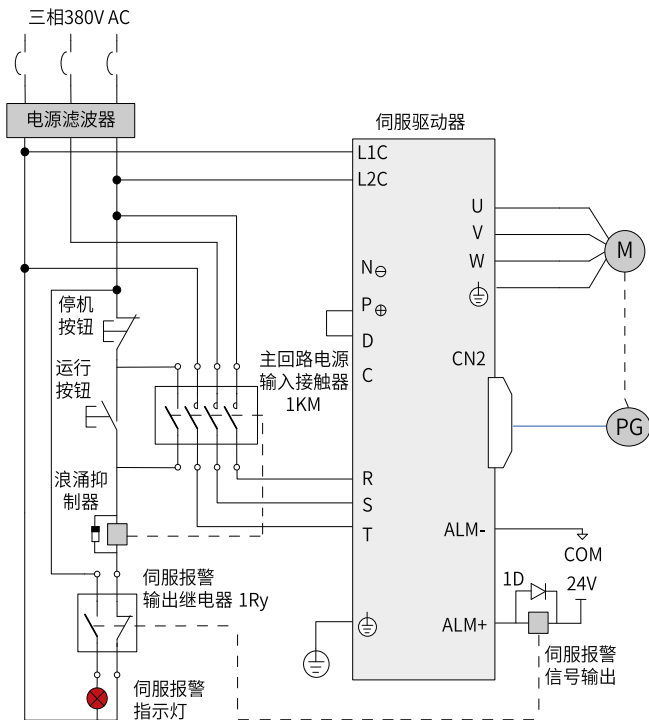 三相380V AC
电源滤波器
伺服驱动器
L1C
L2C
U
V
W
N⊖
P⊕
D
C
CN2
M
停机
按钮
运行
按钮
主回路电源
输入接触器
1KM
PG
R
S
T
浪涌抑
制器
ALM-
COM
伺服报警
输出继电器 1Ry
1D
24V
ALM+
伺服报警
信号输出
伺服报警
指示灯